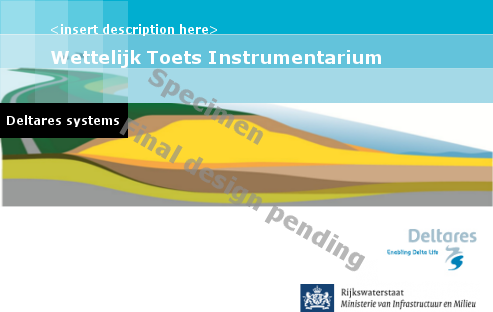 <insert description here>
Wettelijk Toets Instrumentarium
Deltares systems
Specimen
Final design pending
Deltares
Enabling Delta Life
Rijkswaterstaat
Ministerie van Infrastructuur en Milieu